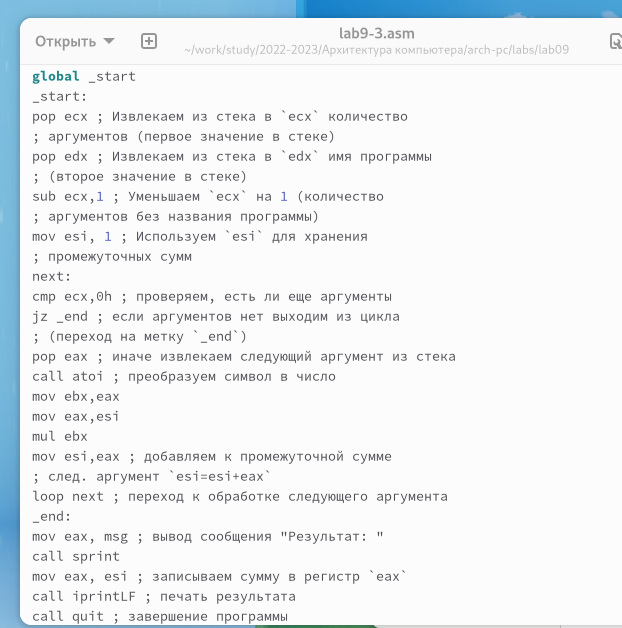 Открыть
lab9-3.asm
~/work/study/2022-2023/Архитектура компьютера/arch-pc/labs/lab09
global _start
_start:
pop ecx ; Извлекаем из стека в `ecx` количество
; аргументов (первое значение в стеке)
pop edx ; Извлекаем из стека в `edx` имя программы
; (второе значение в стеке)
sub ecx,1 ; Уменьшаем `ecx` на 1 (количество
; аргументов без названия программы)
mov esi, 1 ; Используем `esi` для хранения
; промежуточных сумм
next:
cmp ecx,0h ; проверяем, есть ли еще аргументы
jz _end ; если аргументов нет выходим из цикла
; (переход на метку `_end`)
pop eax ; иначе извлекаем следующий аргумент из стека
call atoi ; преобразуем символ в число
mov ebx,eax
mov eax,esi
mul ebx
mov esi,eax ; добавляем к промежуточной сумме
; след. аргумент `esi=esi+eax`
loop next ; переход к обработке следующего аргумента
_end:
mov eax, msg ; вывод сообщения "Результат: "
call sprint
mov eax, esi ; записываем сумму в регистр `eax`
call iprintLF ; печать результата
call quit ; завершение программы